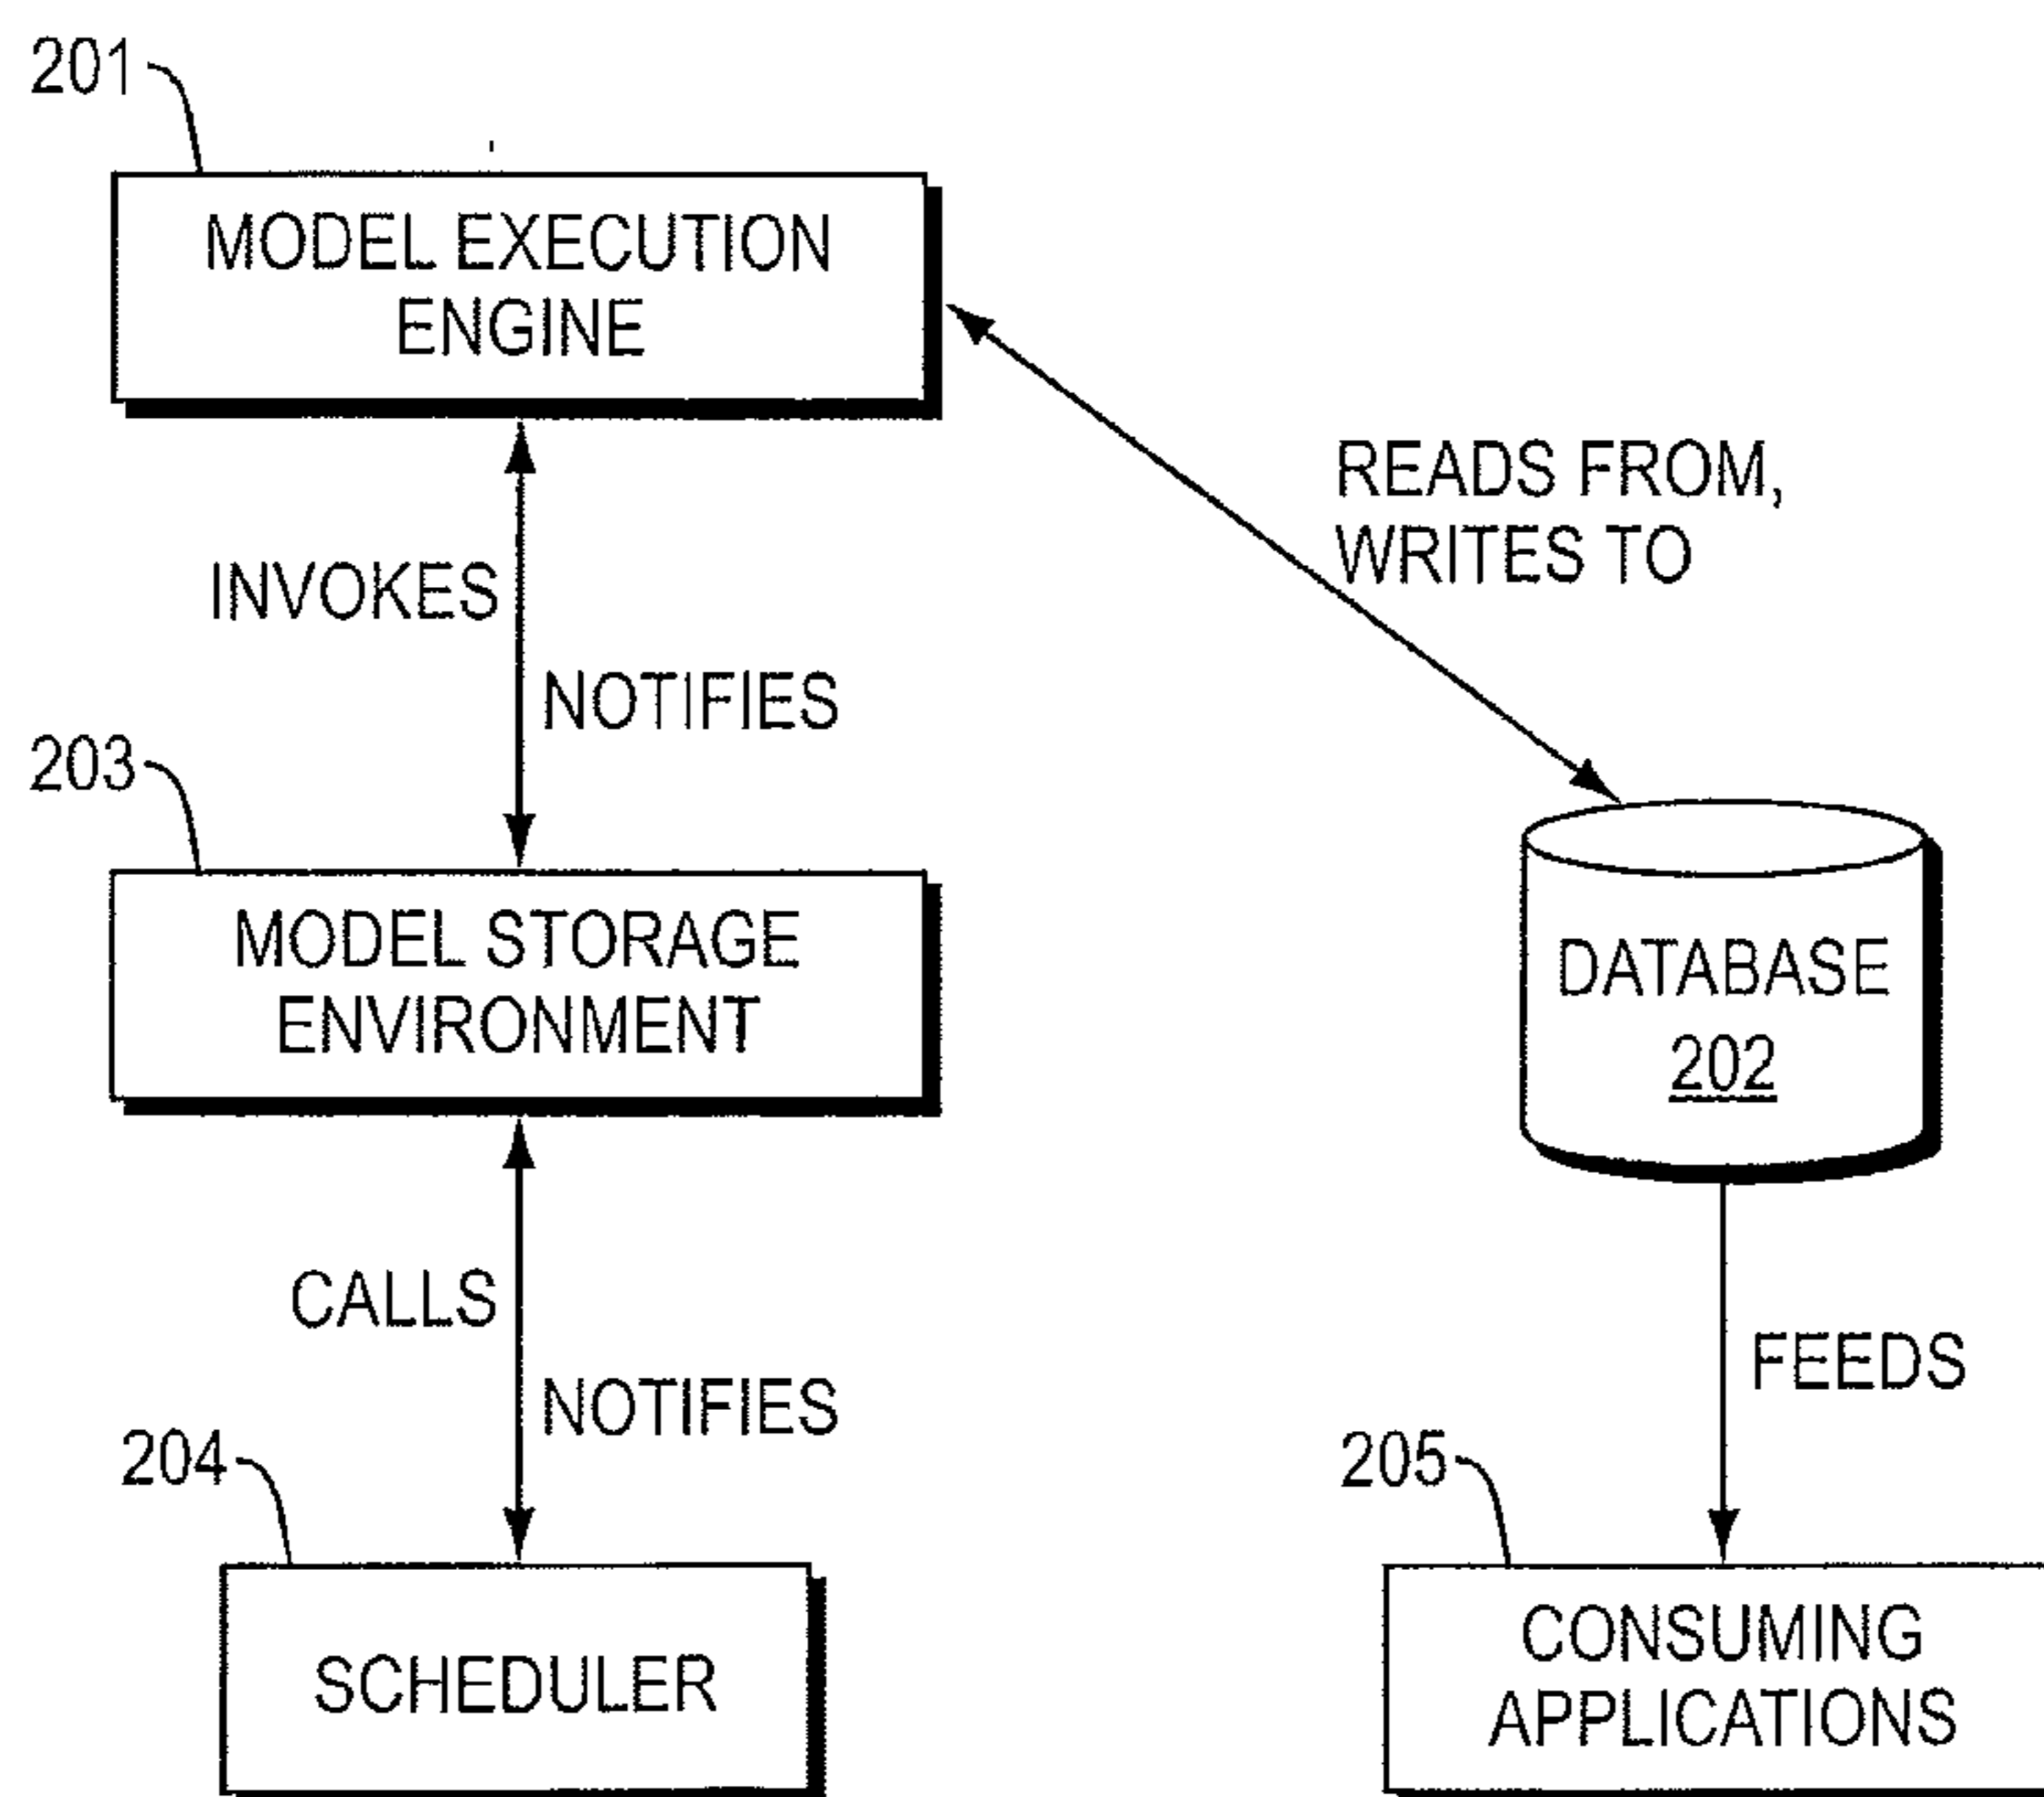 201
MODEL EXECUTION
ENGINE
READS FROM,
WRITES TO
INVOKES
NOTIFIES
203
MODEL STORAGE
ENVIRONMENT
DATABASE
202
CALLS
NOTIFIES
FEEDS
204
205
SCHEDULER
CONSUMING
APPLICATIONS